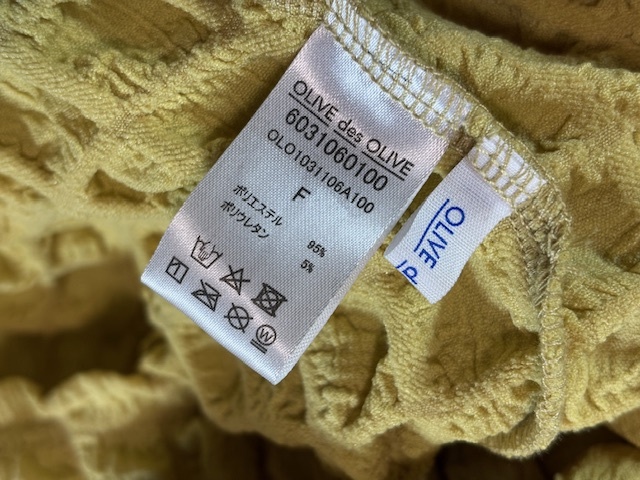 OLIVE des OLIVE
6031060100
OLO1031106A100
F
ポリエステル 95%
ポリウレタン 5%
W
OLIVE d